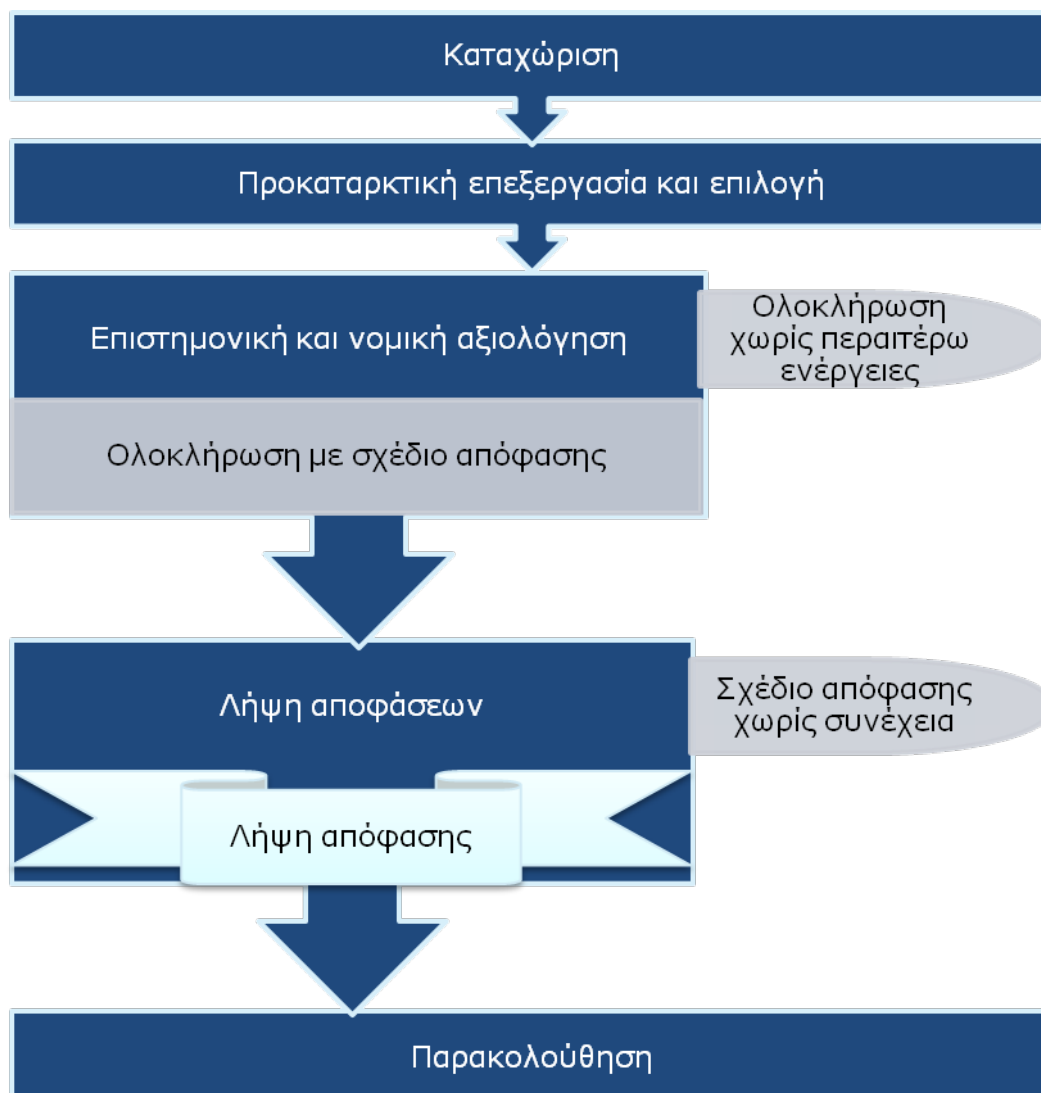 Καταχώριση
Προκαταρκτική επεξεργασία και επιλογή
Επιστημονική και νομική αξιολόγηση
Ολοκλήρωση
χωρίς περαιτέρω
ενέργειες
Ολοκλήρωση με σχέδιο απόφασης
Λήψη αποφάσεων
Σχέδιο απόφασης
χωρίς συνέχεια
Λήψη απόφασης
Παρακολούθηση